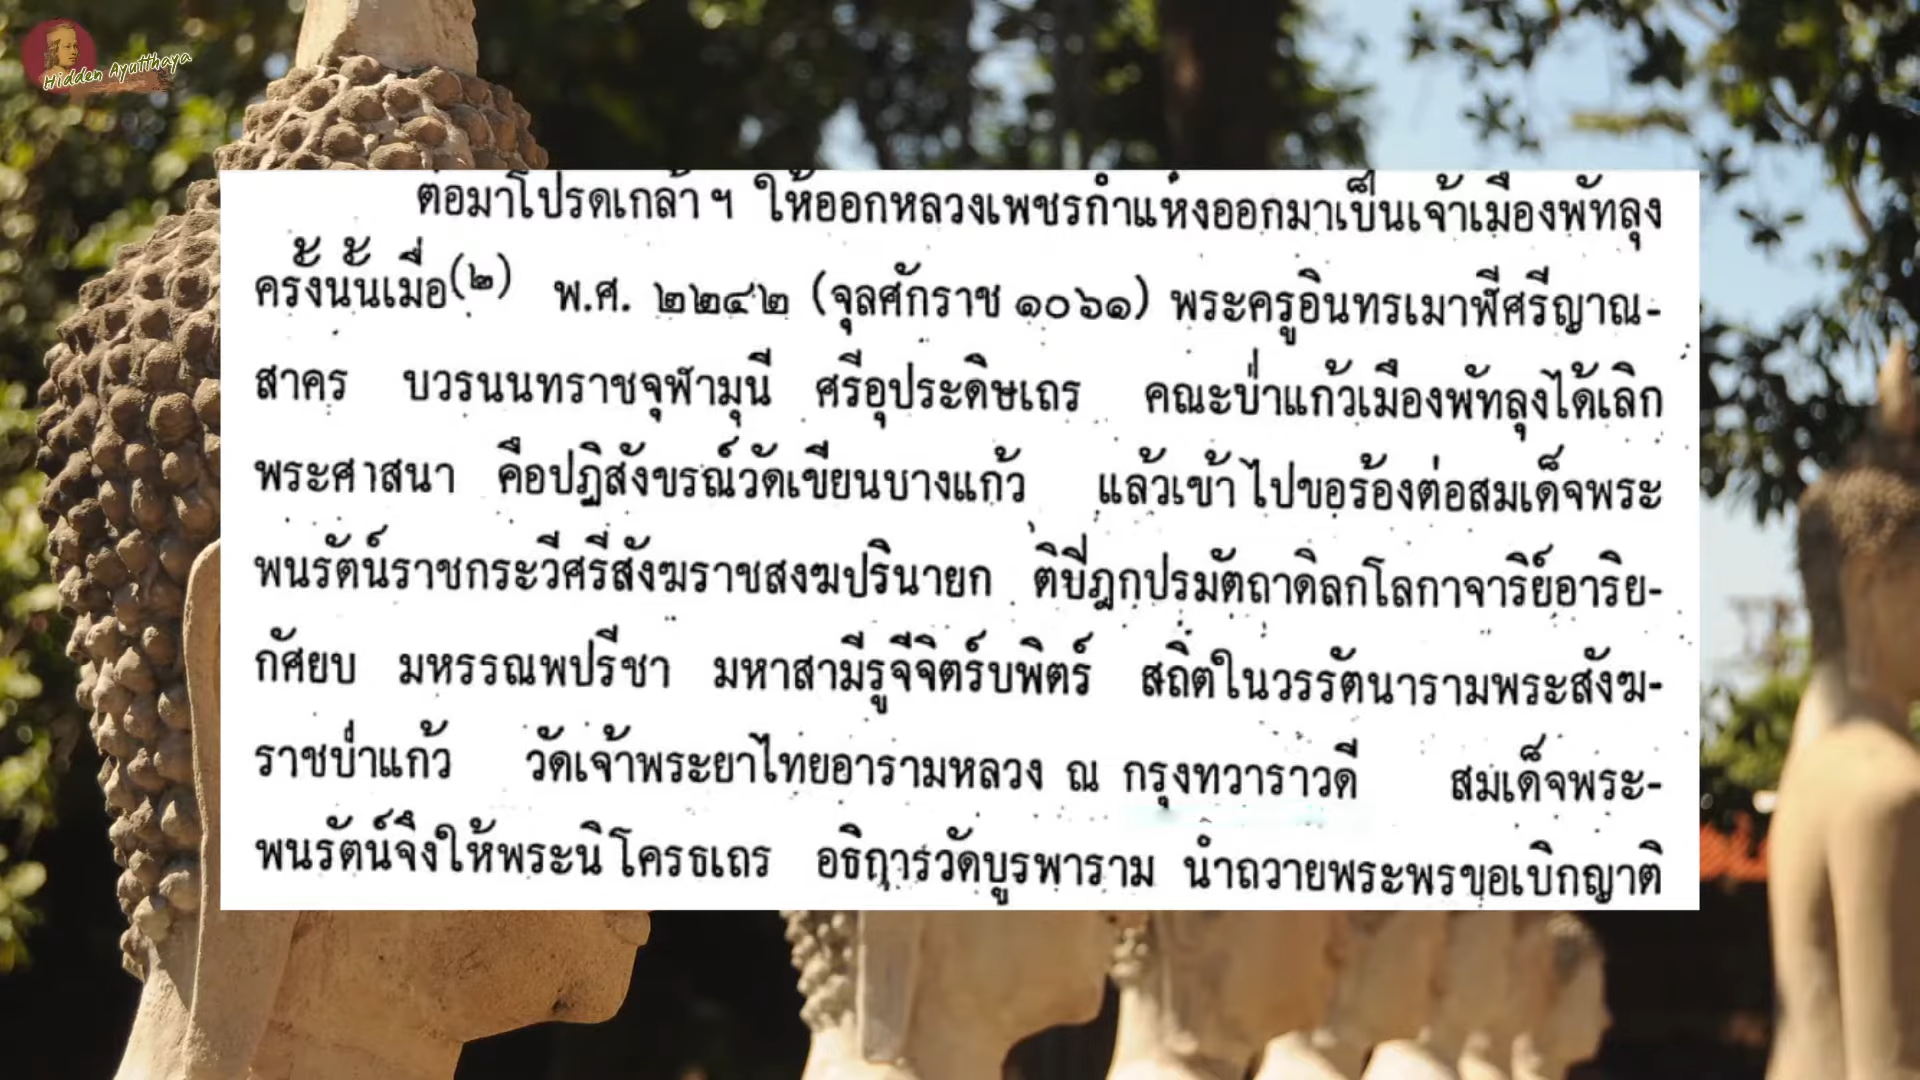 Hidden Ayutthaya
ต่อมาโปรดเกล้าฯ ให้ออกหลวงเพชรกำแห่งออกมาเป็นเจ้าเมืองพัทลุง
ครั้งนั้นเมื่อ(๒) พ.ศ. ๒๒๔๒ (จุลศักราช ๑๐๖๑) พระครูอินทรเมาฬีศรีญาณ-
สาคร บวรนนทราชจุฬามุนี ศรีอุประดิษเถร คณะป่าแก้วเมืองพัทลุงได้เลิก
พระศาสนา คือปฏิสังขรณ์วัดเขียนบางแก้ว แล้วเข้าไปขอร้องต่อสมเด็จพระ
พนรัตน์ราชกระวีศรีสังฆราชสงฆปรินายก ติปีฎกปรมัตถาดิลกโลกาจาริย์อาริย-
กัศยบ มหรรณพปรีชา มหาสามีรูจีจิตร์บพิตร์ สถิตในวรรัตนารามพระสังฆ-
ราชป่าแก้ว วัดเจ้าพระยาไทยอารามหลวง ณ กรุงทวาราวดี สมเด็จพระ-
พนรัตน์จึงให้พระนิโครธเถร อธิการวัดบูรพาราม นำถวายพระพรขอเบิกญาติ